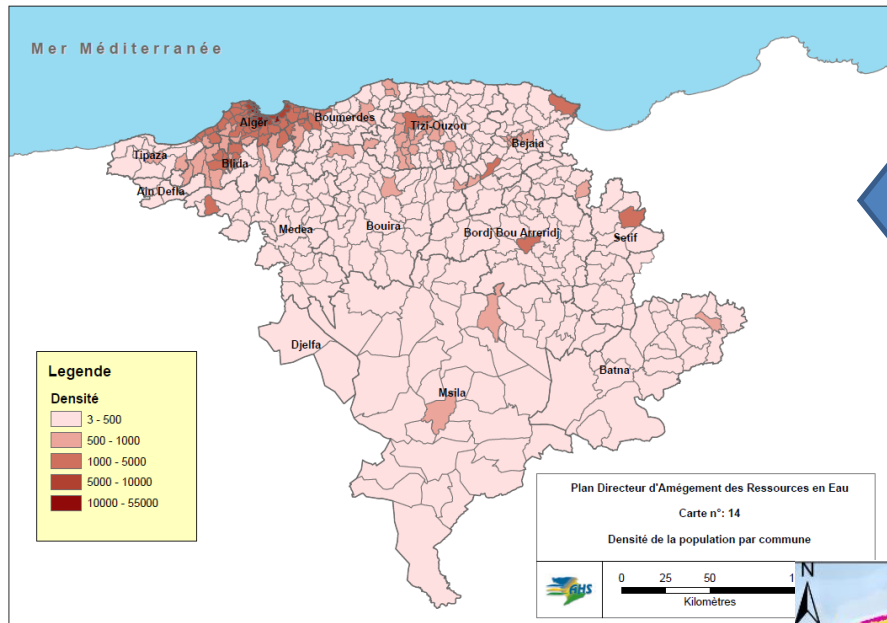 Mer Méditerranée
Alger
Boumerdes
Tizi-Ouzou
Bejaia
Tipaza
Blida
Ain Defla
Medea
Bouira
Bordj Bou Arreridj
Setif
Djelfa
Batna
Msila
Legende
Densité
3 - 500
500 - 1000
1000 - 5000
5000 - 10000
10000 - 55000
Plan Directeur d'Amégement des Ressources en Eau
Carte n°: 14
Densité de la population par commune
AHS
0 25 50
Kilomètres
N